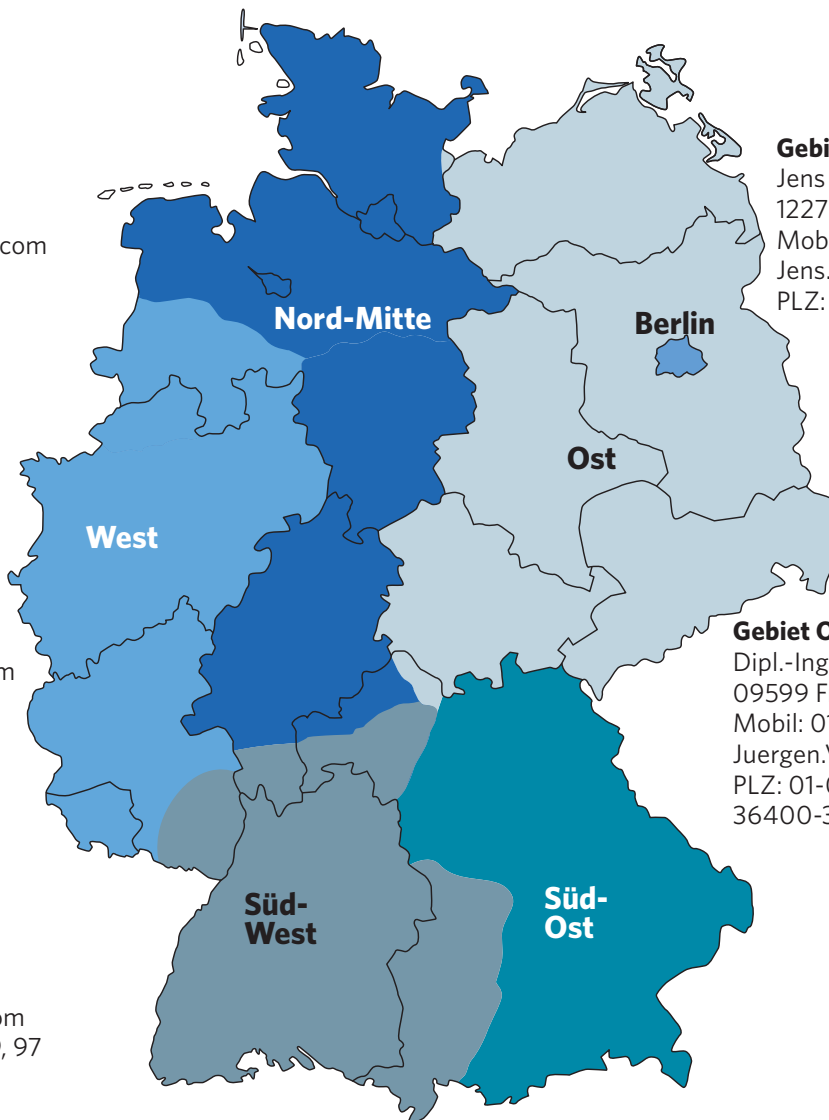 Gebi
Jens
1227
Mob
com
Jens.
PLZ:
Nord-Mitte
Berlin
Ost
West
Gebiet O
Dipl.-Ing
m
09599 F
Mobil: 01
Juergen.V
PLZ: 01-0
36400-3
Süd-
West
Süd-
Ost
om
, 97